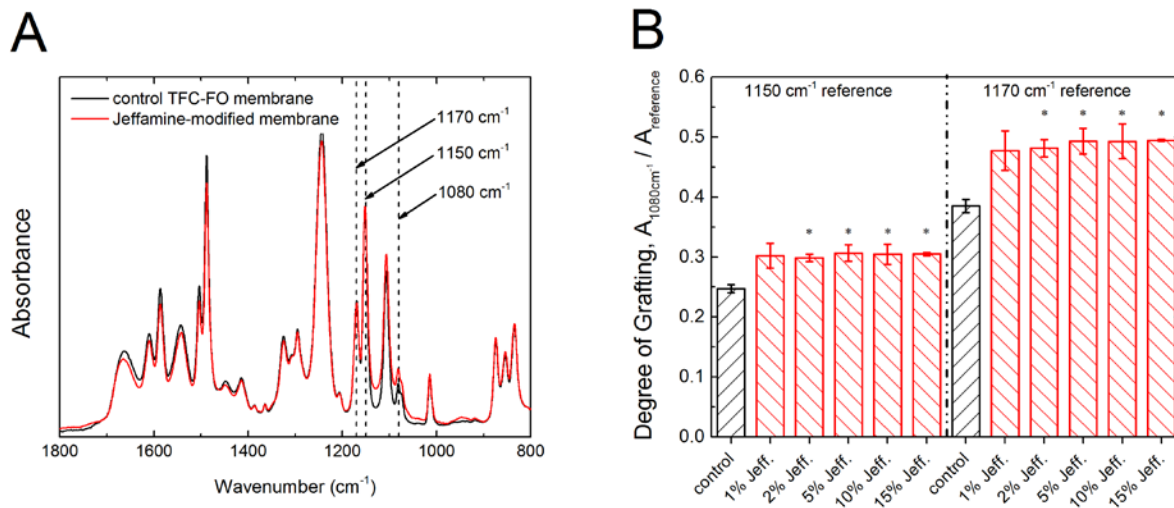 A
control TFC-FO membrane
Jeffamine-modified membrane
1170 cm⁻¹
1150 cm⁻¹
1080 cm⁻¹
Absorbance
1800 1600 1400 1200 1000 800
Wavenumber (cm⁻¹)
B
1150 cm⁻¹ reference
1170 cm⁻¹ reference
* * * * * * * *
Degree of Grafting, A₁₀₈₀cm⁻¹ / Areference
0.6
0.5
0.4
0.3
0.2
0.1
0.0
control
1% Jeff.
2% Jeff.
5% Jeff.
10% Jeff.
15% Jeff.
control
1% Jeff.
2% Jeff.
5% Jeff.
10% Jeff.
15% Jeff.